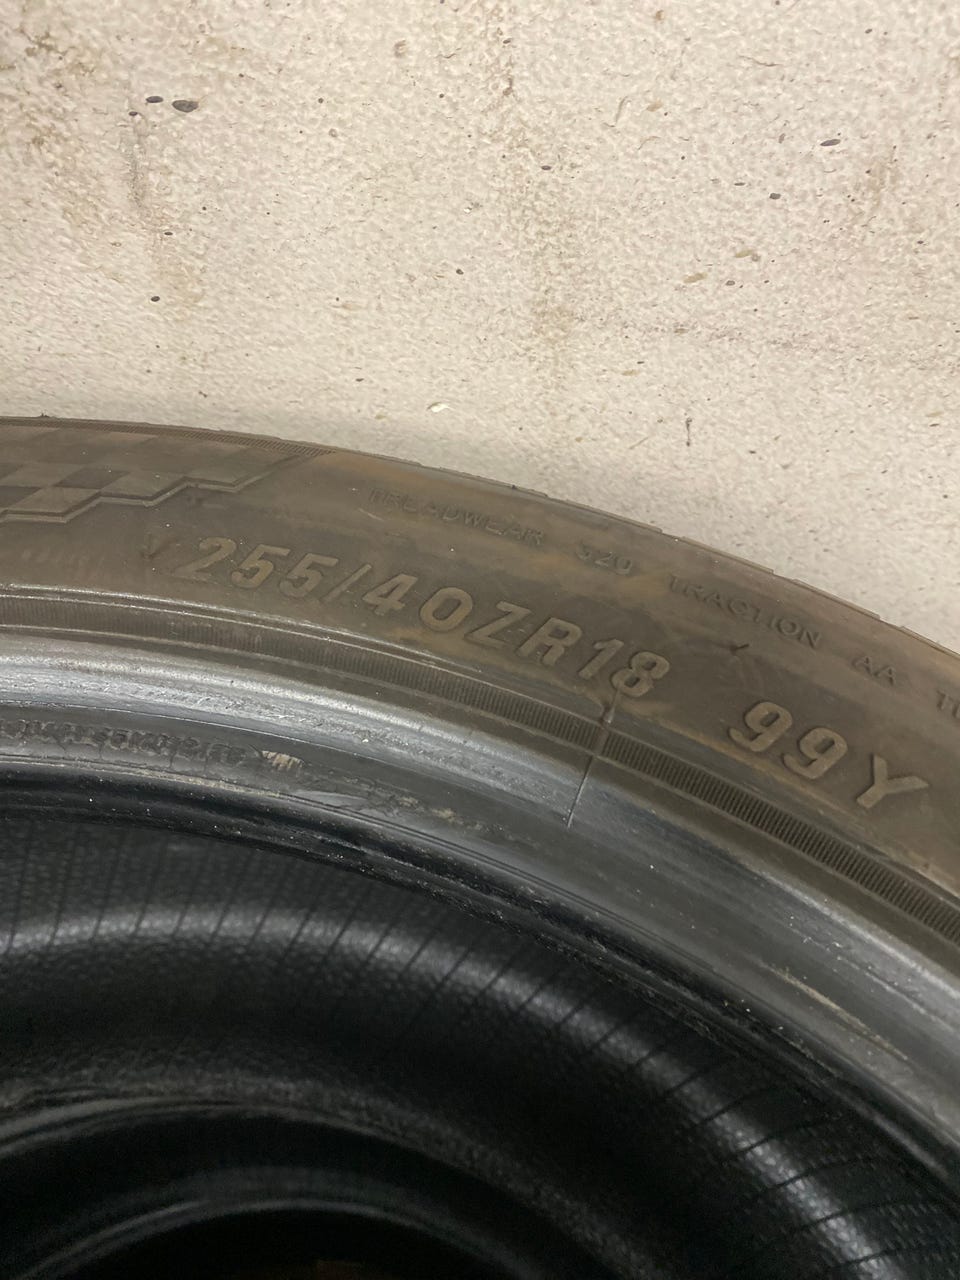 TREADWEAR 320 TRACTION AA
255/40ZR18 99Y